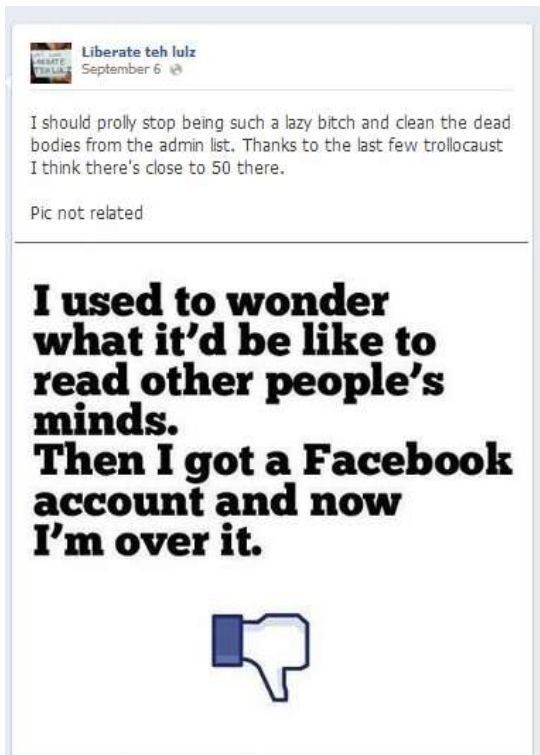 Liberate teh lulz
September 6
I should prolly stop being such a lazy bitch and clean the dead
bodies from the admin list. Thanks to the last few trollocaust
I think there's close to 50 there.
Pic not related
I used to wonder
what it'd be like to
read other people's
minds.
Then I got a Facebook
account and now
I'm over it.